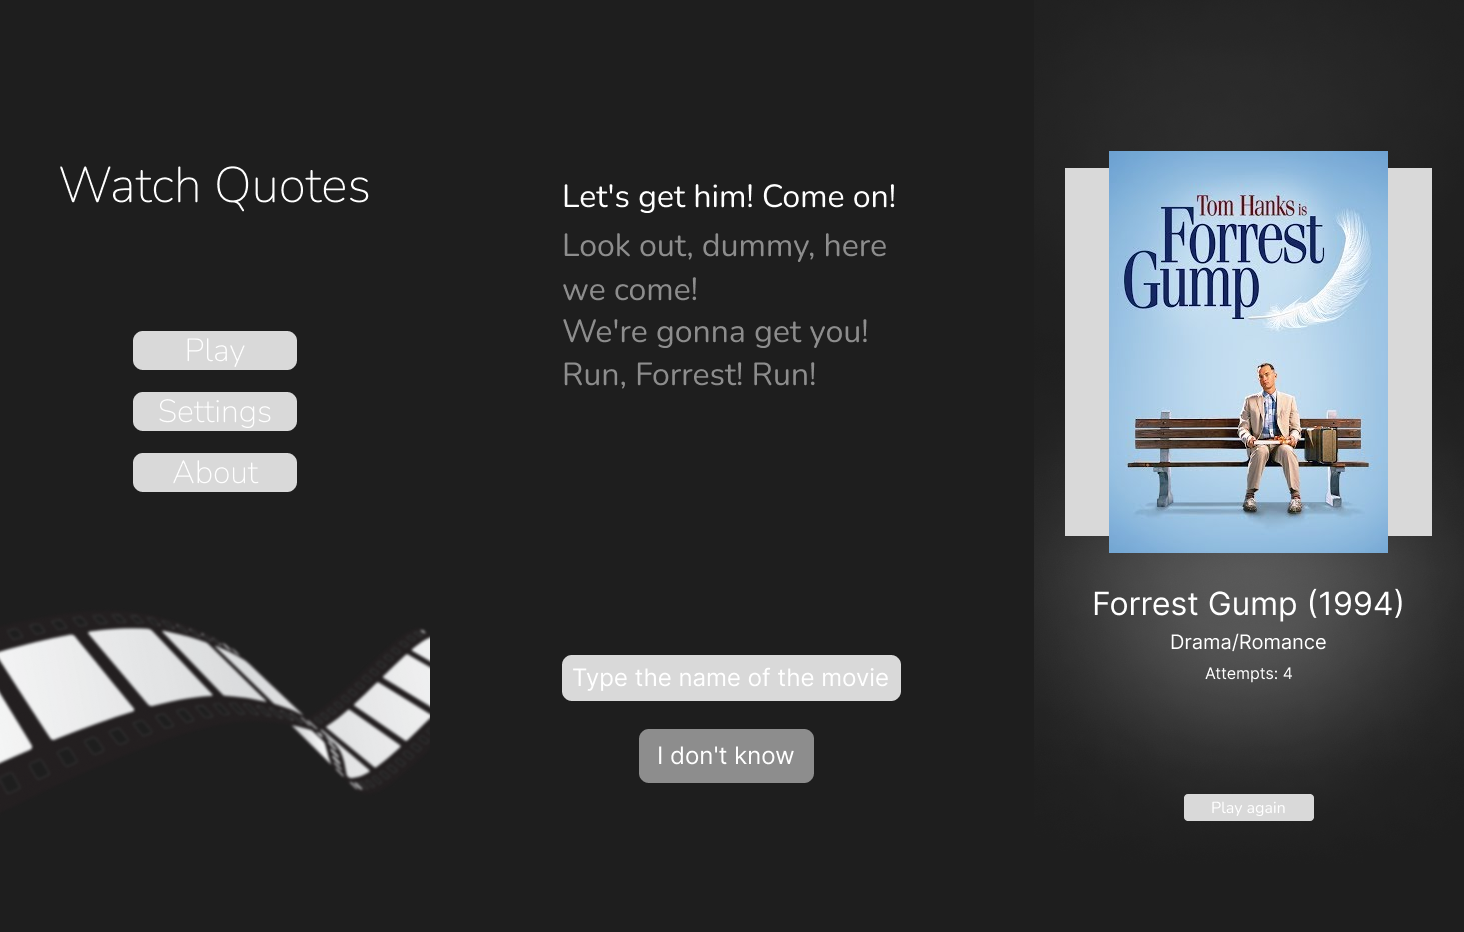 Watch Quotes
Play
Settings
About
Let's get him! Come on!
Look out, dummy, here
we come!
We're gonna get you!
Run, Forrest! Run!
Type the name of the movie
I don't know
Tom Hanks is
Forrest
Gump
Forrest Gump (1994)
Drama/Romance
Attempts: 4
Play again